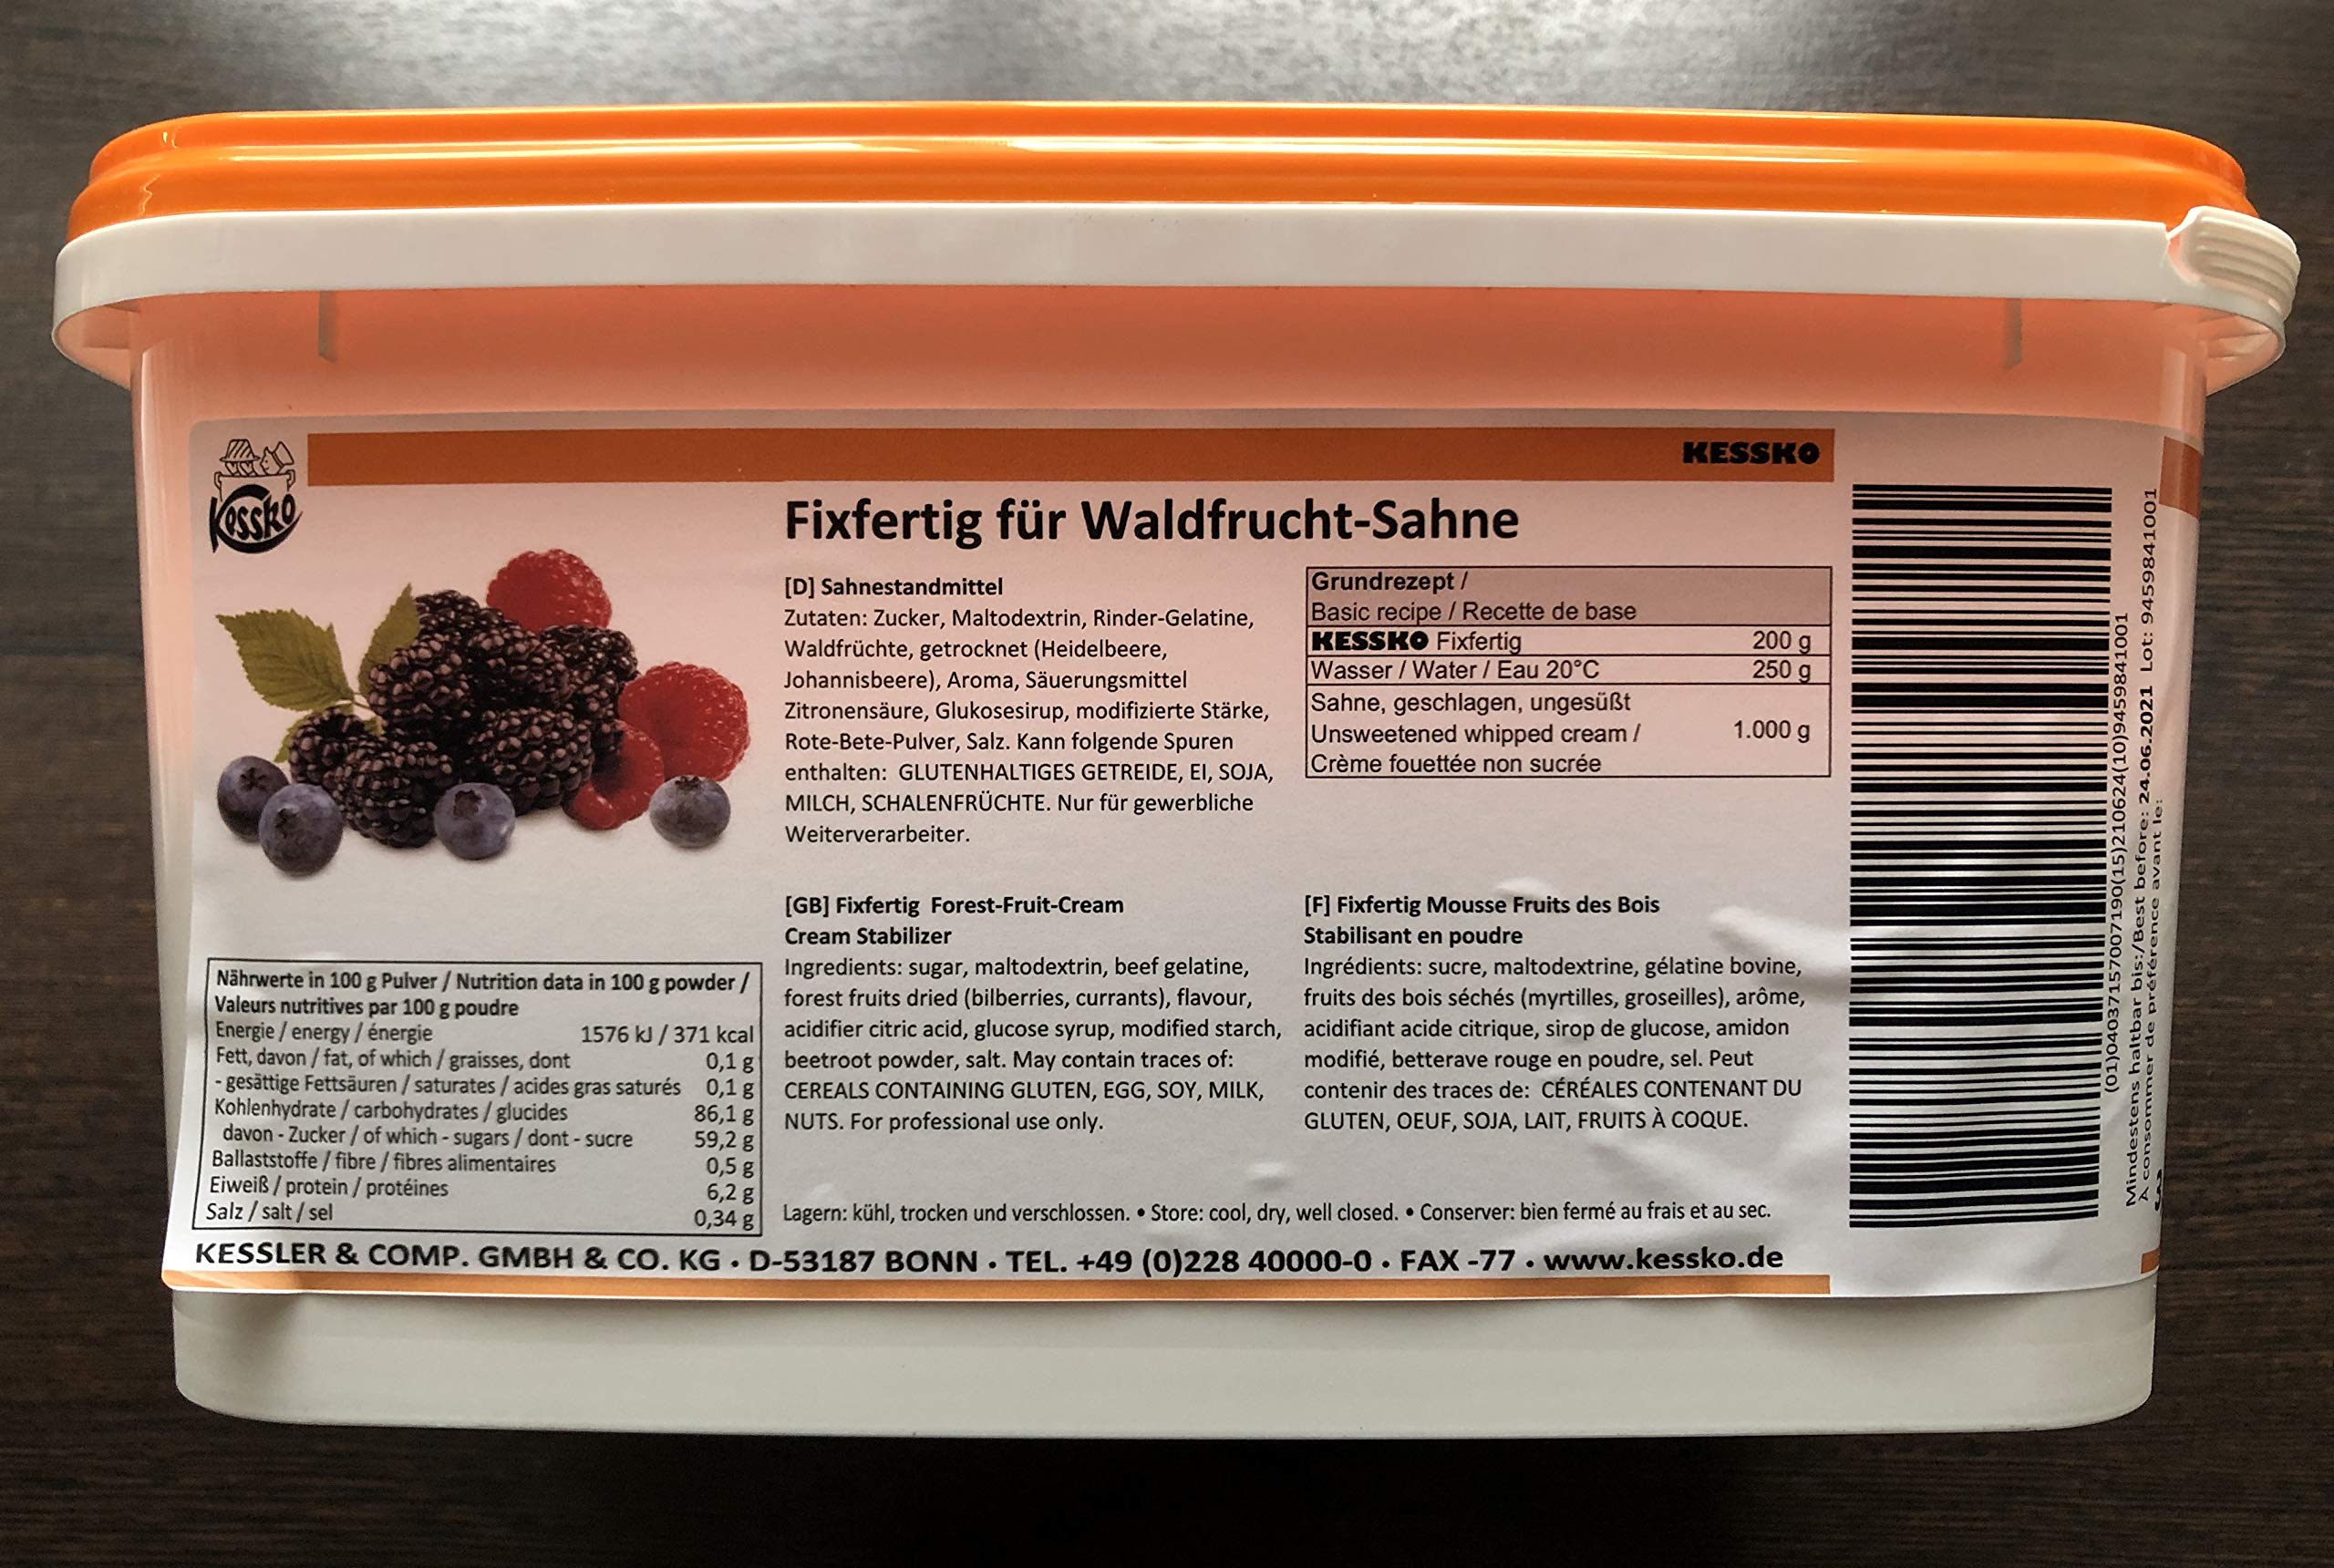 KESSKO
Kessko
Fixfertig für Waldfrucht-Sahne
[D] Sahnestandmittel
Zutaten: Zucker, Maltodextrin, Rinder-Gelatine,
Waldfrüchte, getrocknet (Heidelbeere,
Johannisbeere), Aroma, Säuerungsmittel
Zitronensäure, Glukosesirup, modifizierte Stärke,
Rote-Bete-Pulver, Salz. Kann folgende Spuren
enthalten: GLUTENHALTIGES GETREIDE, EI, SOJA,
MILCH, SCHALENFRÜCHTE. Nur für gewerbliche
Weiterverarbeiter.
Grundrezept /
Basic recipe / Recette de base
KESSKO Fixfertig 200 g
Wasser / Water / Eau 20°C 250 g
Sahne, geschlagen, ungesüßt
Unsweetened whipped cream / 1.000 g
Crème fouettée non sucrée
[GB] Fixfertig Forest-Fruit-Cream
Cream Stabilizer
Ingredients: sugar, maltodextrin, beef gelatine,
forest fruits dried (bilberries, currants), flavour,
acidifier citric acid, glucose syrup, modified starch,
beetroot powder, salt. May contain traces of:
CEREALS CONTAINING GLUTEN, EGG, SOY, MILK,
NUTS. For professional use only.
[F] Fixfertig Mousse Fruits des Bois
Stabilisant en poudre
Ingrédients: sucre, maltodextrine, gélatine bovine,
fruits des bois séchés (myrtilles, groseilles), arôme,
acidifiant acide citrique, sirop de glucose, amidon
modifié, betterave rouge en poudre, sel. Peut
contenir des traces de: CÉRÉALES CONTENANT DU
GLUTEN, OEUF, SOJA, LAIT, FRUITS À COQUE.
Nährwerte in 100 g Pulver / Nutrition data in 100 g powder /
Valeurs nutritives par 100 g poudre
Energie / energy / énergie 1576 kJ / 371 kcal
Fett, davon / fat, of which / graisses, dont 0,1 g
- gesättige Fettsäuren / saturates / acides gras saturés 0,1 g
Kohlenhydrate / carbohydrates / glucides 86,1 g
davon - Zucker / of which - sugars / dont - sucre 59,2 g
Ballaststoffe / fibre / fibres alimentaires 0,5 g
Eiweiß / protein / protéines 6,2 g
Salz / salt / sel 0,34 g
Lagern: kühl, trocken und verschlossen. • Store: cool, dry, well closed. • Conserver: bien fermé au frais et au sec.
KESSLER & COMP. GMBH & CO. KG • D-53187 BONN • TEL. +49 (0)228 40000-0 • FAX -77 • www.kessko.de
(01)04037157007190(15)210624(10)9459841001
Mindestens haltbar bis:/Best before: 24.06.2021 Lot: 9459841001
A consommer de préférence avant le: